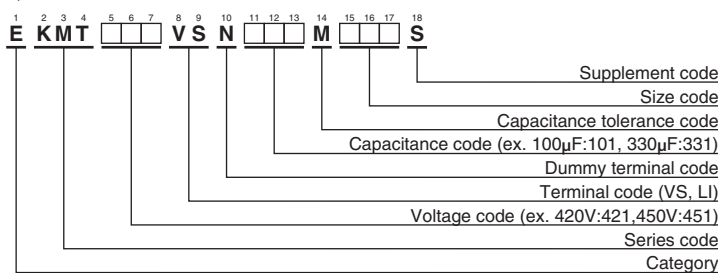 1 2 3 4 5 6 7 8 9 10 11 12 13 14 15 16 17 18
E KMT □□□ VS N □□□ M □□□ S
Supplement code
Size code
Capacitance tolerance code
Capacitance code (ex. 100μF:101, 330μF:331)
Dummy terminal code
Terminal code (VS, LI)
Voltage code (ex. 420V:421,450V:451)
Series code
Category